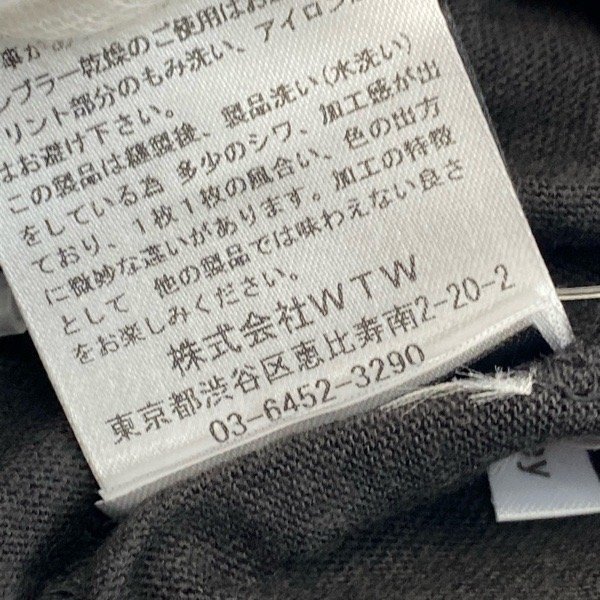 ンブラー乾燥のご使用はお
リント部分のもみ洗い、アイロン
はお避け下さい。
この製品は縫製後、製品洗い(水洗い)
をしている為 多少のシワ、加工感が出
ており、1枚1枚の風合い、色の出方
に微妙な違いがあります。加工の特徴
として 他の製品では味わえない良さ
をお楽しみください。
株式会社WTW
東京都渋谷区恵比寿南2-20-2
03-6452-3290